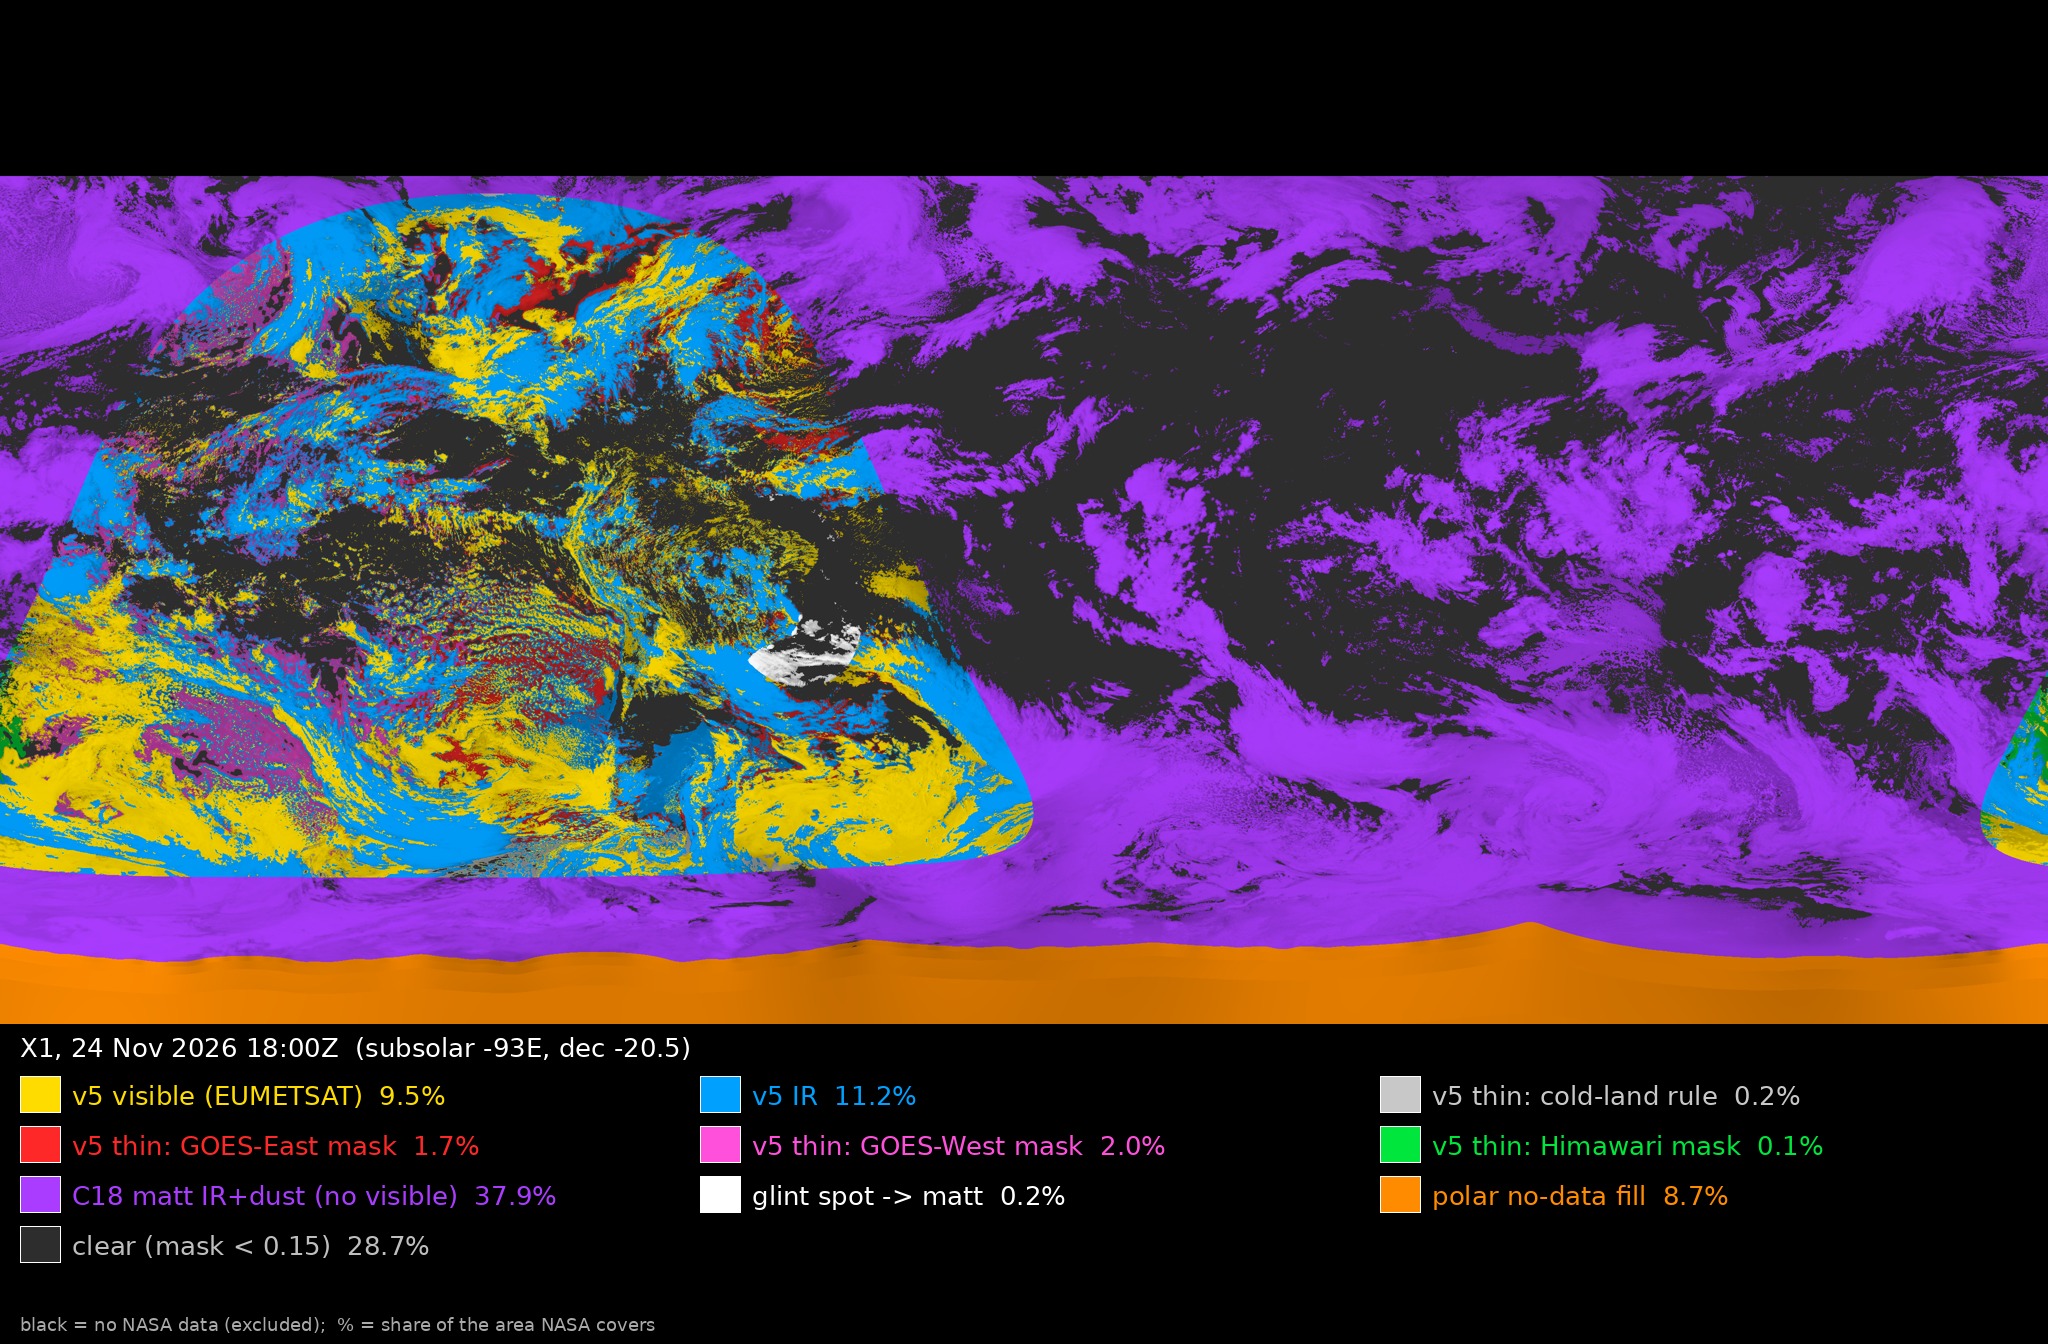 X1, 24 Nov 2026 18:00Z  (subsolar -93E, dec -20.5)
v5 visible (EUMETSAT)  9.5%
v5 IR  11.2%
v5 thin: cold-land rule  0.2%
v5 thin: GOES-East mask  1.7%
v5 thin: GOES-West mask  2.0%
v5 thin: Himawari mask  0.1%
C18 matt IR+dust (no visible)  37.9%
glint spot -> matt  0.2%
polar no-data fill  8.7%
clear (mask < 0.15)  28.7%
black = no NASA data (excluded);  % = share of the area NASA covers